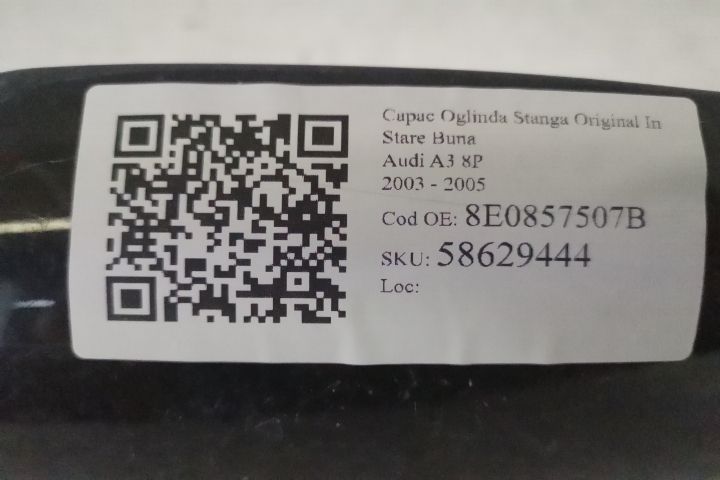 Capac Oglinda Stanga Original In
Stare Buna
Audi A3 8P
2003 - 2005
Cod OE: 8E0857507B
SKU: 58629444
Loc: